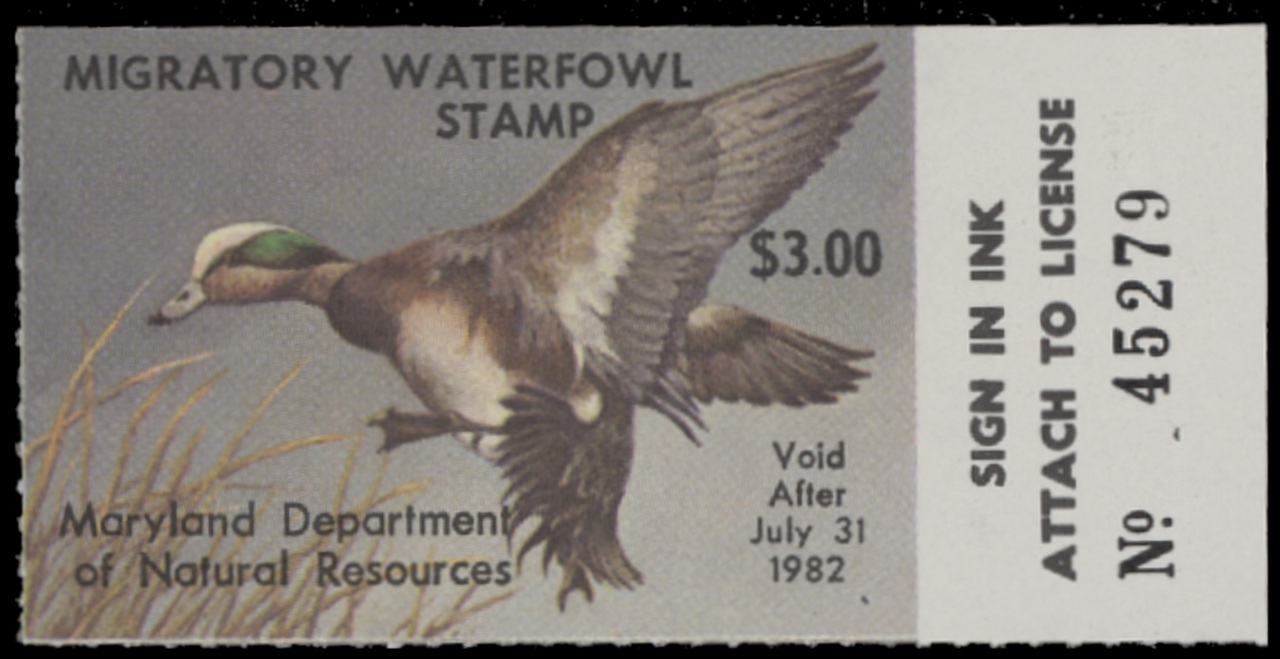 MIGRATORY WATERFOWL
STAMP
$3.00
Void
After
July 31
1982
Maryland Department
of Natural Resources
SIGN IN INK
ATTACH TO LICENSE
Nº. 45279